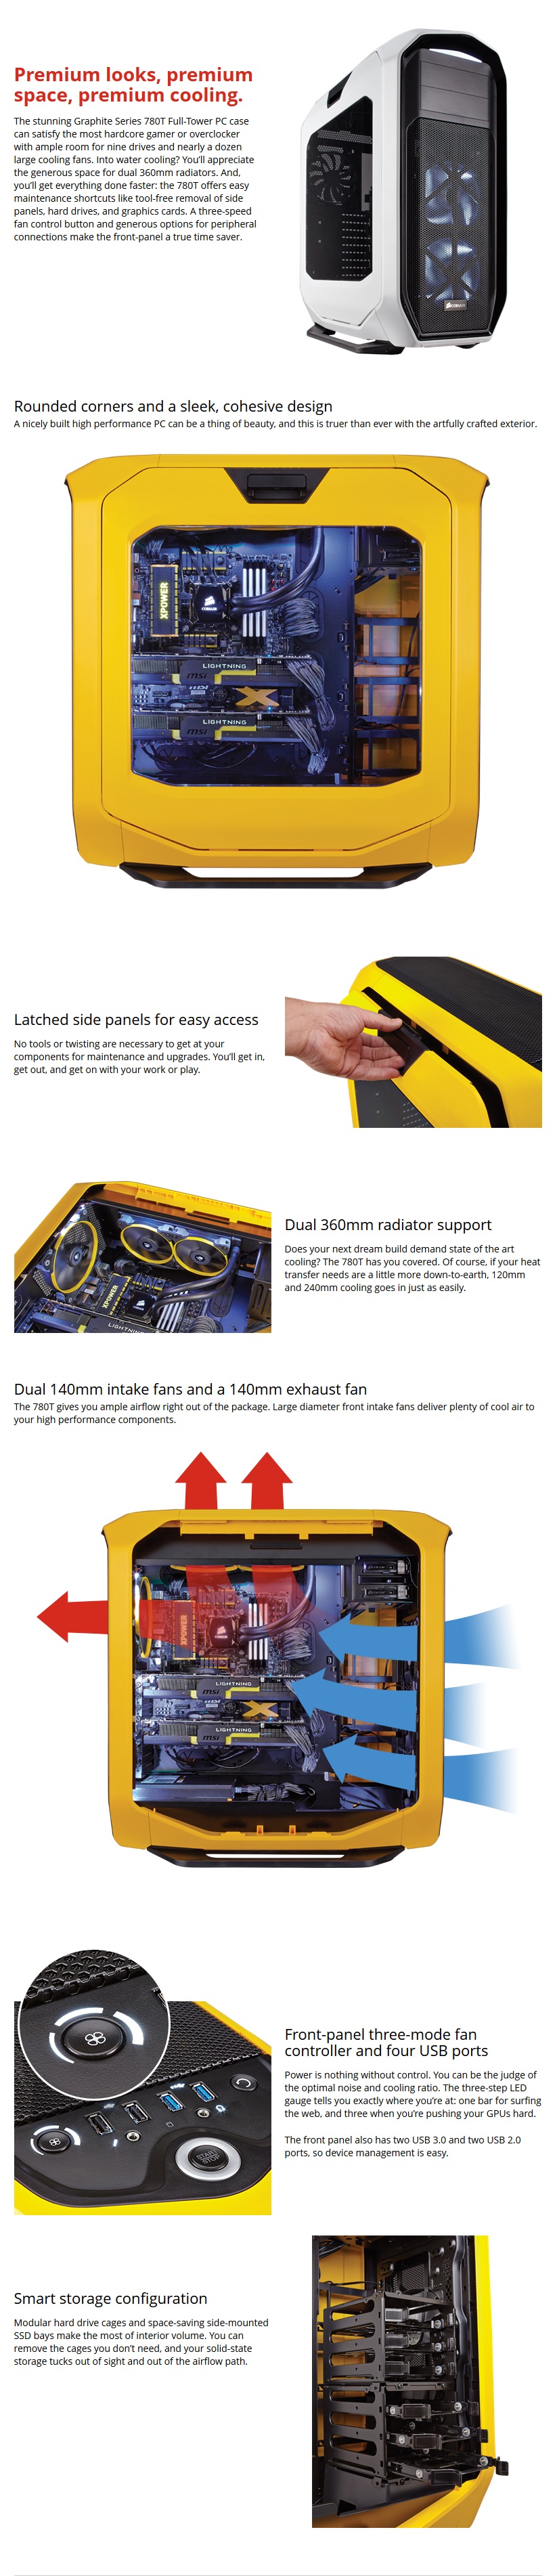 Premium looks, premium
space, premium cooling.
The stunning Graphite Series 780T Full-Tower PC case
can satisfy the most hardcore gamer or overclocker
with ample room for nine drives and nearly a dozen
large cooling fans. Into water cooling? You'll appreciate
the generous space for dual 360mm radiators. And,
you'll get everything done faster: the 780T offers easy
maintenance shortcuts like tool-free removal of side
panels, hard drives, and graphics cards. A three-speed
fan control button and generous options for peripheral
connections make the front-panel a true time saver.
CORSAIR
Rounded corners and a sleek, cohesive design
A nicely built high performance PC can be a thing of beauty, and this is truer than ever with the artfully crafted exterior.
XPOWER
CORSAIR
LIGHTNING
msi
LIGHTNING
msi
Latched side panels for easy access
No tools or twisting are necessary to get at your
components for maintenance and upgrades. You'll get in,
get out, and get on with your work or play.
XPOWER
LIGHTNING
Dual 360mm radiator support
Does your next dream build demand state of the art
cooling? The 780T has you covered. Of course, if your heat
transfer needs are a little more down-to-earth, 120mm
and 240mm cooling goes in just as easily.
Dual 140mm intake fans and a 140mm exhaust fan
The 780T gives you ample airflow right out of the package. Large diameter front intake fans deliver plenty of cool air to
your high performance components.
XPOWER
LIGHTNING
msi
LIGHTNING
msi
START
STOP
Front-panel three-mode fan
controller and four USB ports
Power is nothing without control. You can be the judge of
the optimal noise and cooling ratio. The three-step LED
gauge tells you exactly where you're at: one bar for surfing
the web, and three when you're pushing your GPUs hard.
The front panel also has two USB 3.0 and two USB 2.0
ports, so device management is easy.
Smart storage configuration
Modular hard drive cages and space-saving side-mounted
SSD bays make the most of interior volume. You can
remove the cages you don't need, and your solid-state
storage tucks out of sight and out of the airflow path.